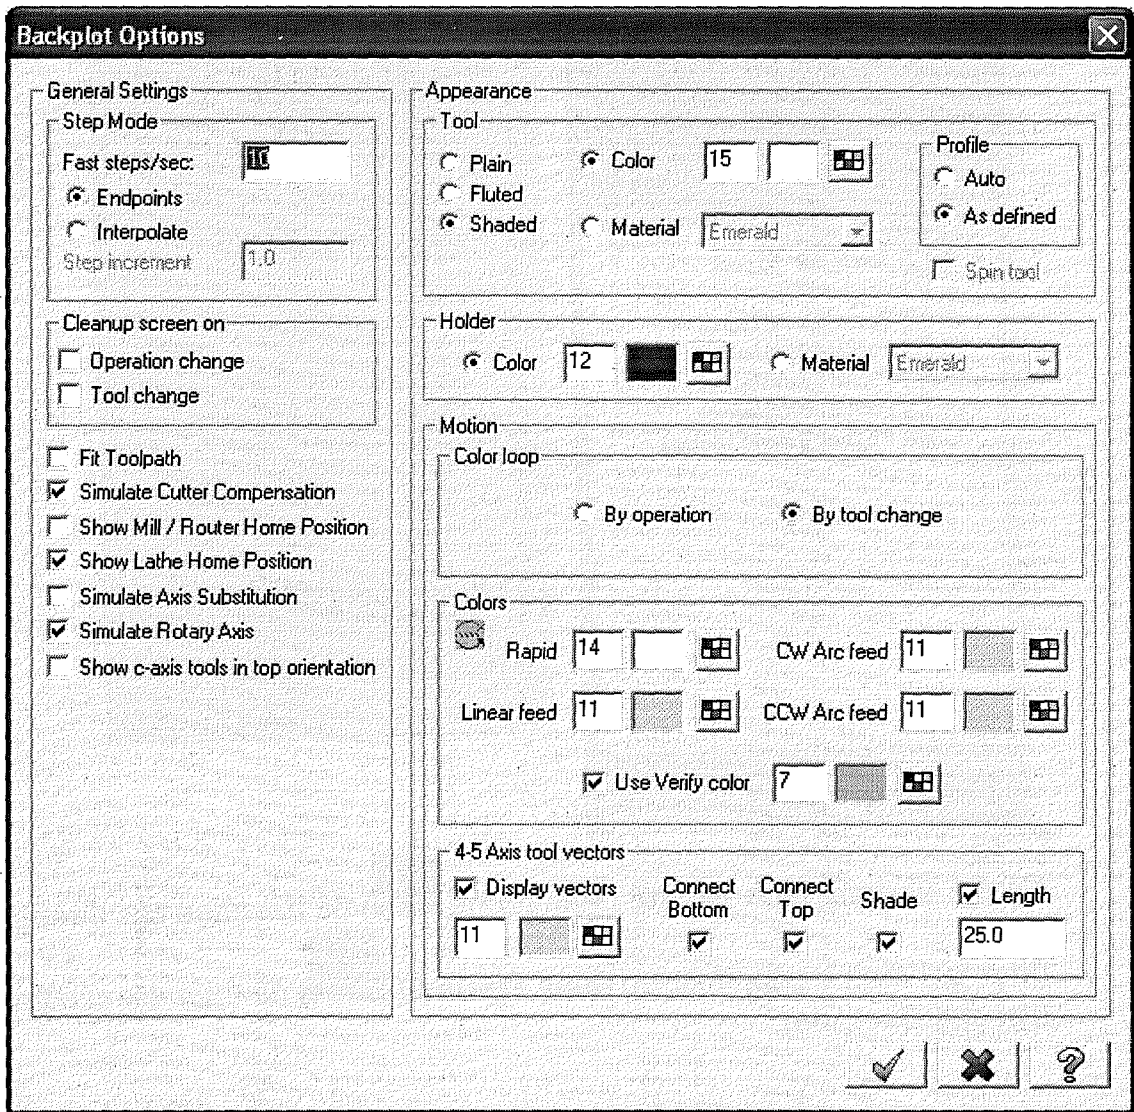 Backplot Options
General Settings
Step Mode
Fast steps/sec:
Endpoints
Interpolate
Step increment 1.0
Cleanup screen on
Operation change
Tool change
Fit Toolpath
Simulate Cutter Compensation
Show Mill / Router Home Position
Show Lathe Home Position
Simulate Axis Substitution
Simulate Rotary Axis
Show c-axis tools in top orientation
Appearance
Tool
Plain
Fluted
Shaded
Color 15
Material Emerald
Profile
Auto
As defined
Spin tool
Holder
Color 12 Material Emerald
Motion
Color loop
By operation By tool change
Colors
Rapid 14 CW Arc feed 11
Linear feed 11 CCW Arc feed 11
Use Verify color 7
4-5 Axis tool vectors
Display vectors
11
Connect
Bottom
Connect
Top
Shade
Length
25.0